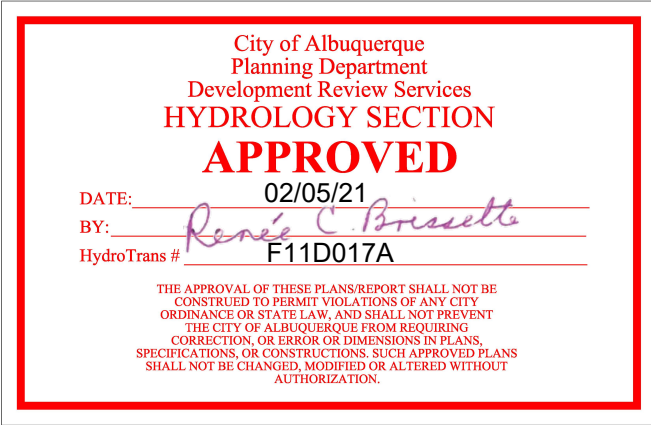 City of Albuquerque
Planning Department
Development Review Services
HYDROLOGY SECTION
APPROVED
DATE: 02/05/21
BY: Renée C. Brissette
HydroTrans # F11D017A
THE APPROVAL OF THESE PLANS/REPORT SHALL NOT BE
CONSTRUED TO PERMIT VIOLATIONS OF ANY CITY
ORDINANCE OR STATE LAW, AND SHALL NOT PREVENT
THE CITY OF ALBUQUERQUE FROM REQUIRING
CORRECTION, OR ERROR OR DIMENSIONS IN PLANS,
SPECIFICATIONS, OR CONSTRUCTIONS. SUCH APPROVED PLANS
SHALL NOT BE CHANGED, MODIFIED OR ALTERED WITHOUT
AUTHORIZATION.